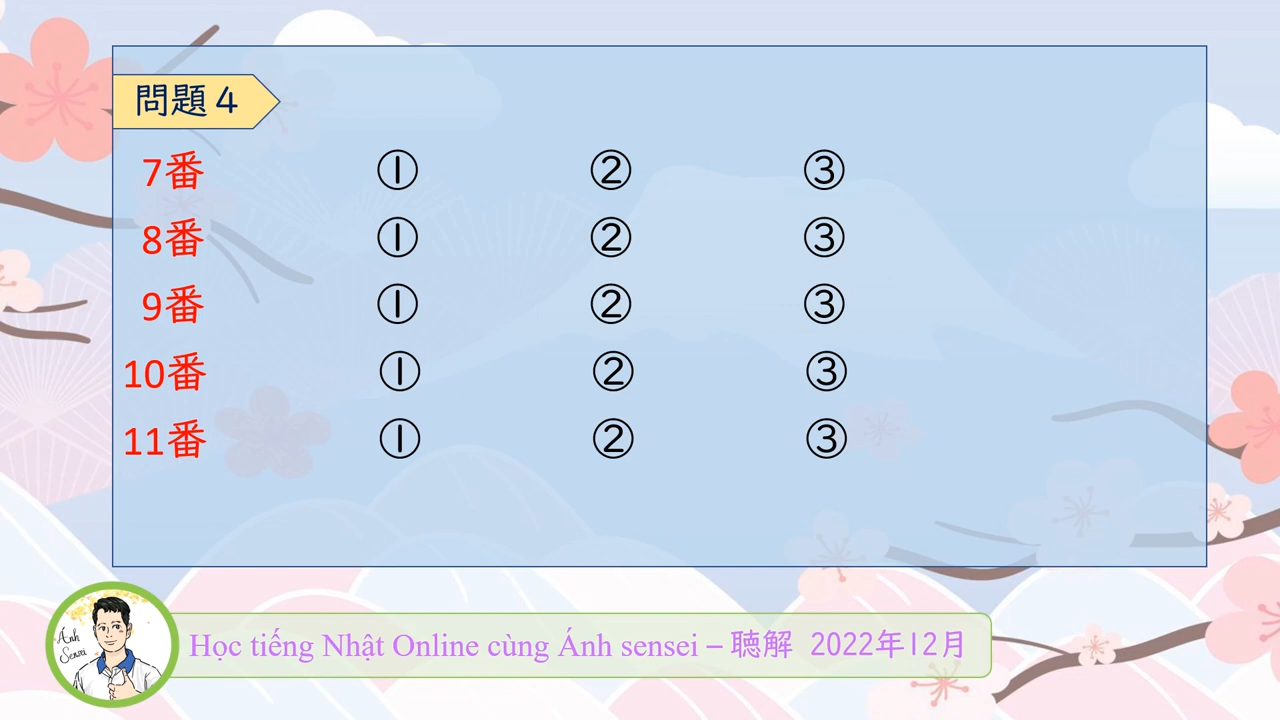 問題４
7番 ① ② ③
8番 ① ② ③
9番 ① ② ③
10番 ① ② ③
11番 ① ② ③
Ánh
Sensei
Học tiếng Nhật Online cùng Ánh sensei – 聴解 2022年12月